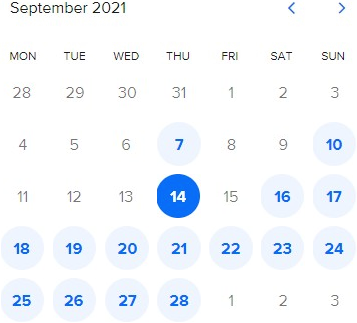 September 2021
MON TUE WED THU FRI SAT SUN
28 29 30 31 1 2 3
4 5 6 7 8 9 10
11 12 13 14 15 16 17
18 19 20 21 22 23 24
25 26 27 28 1 2 3